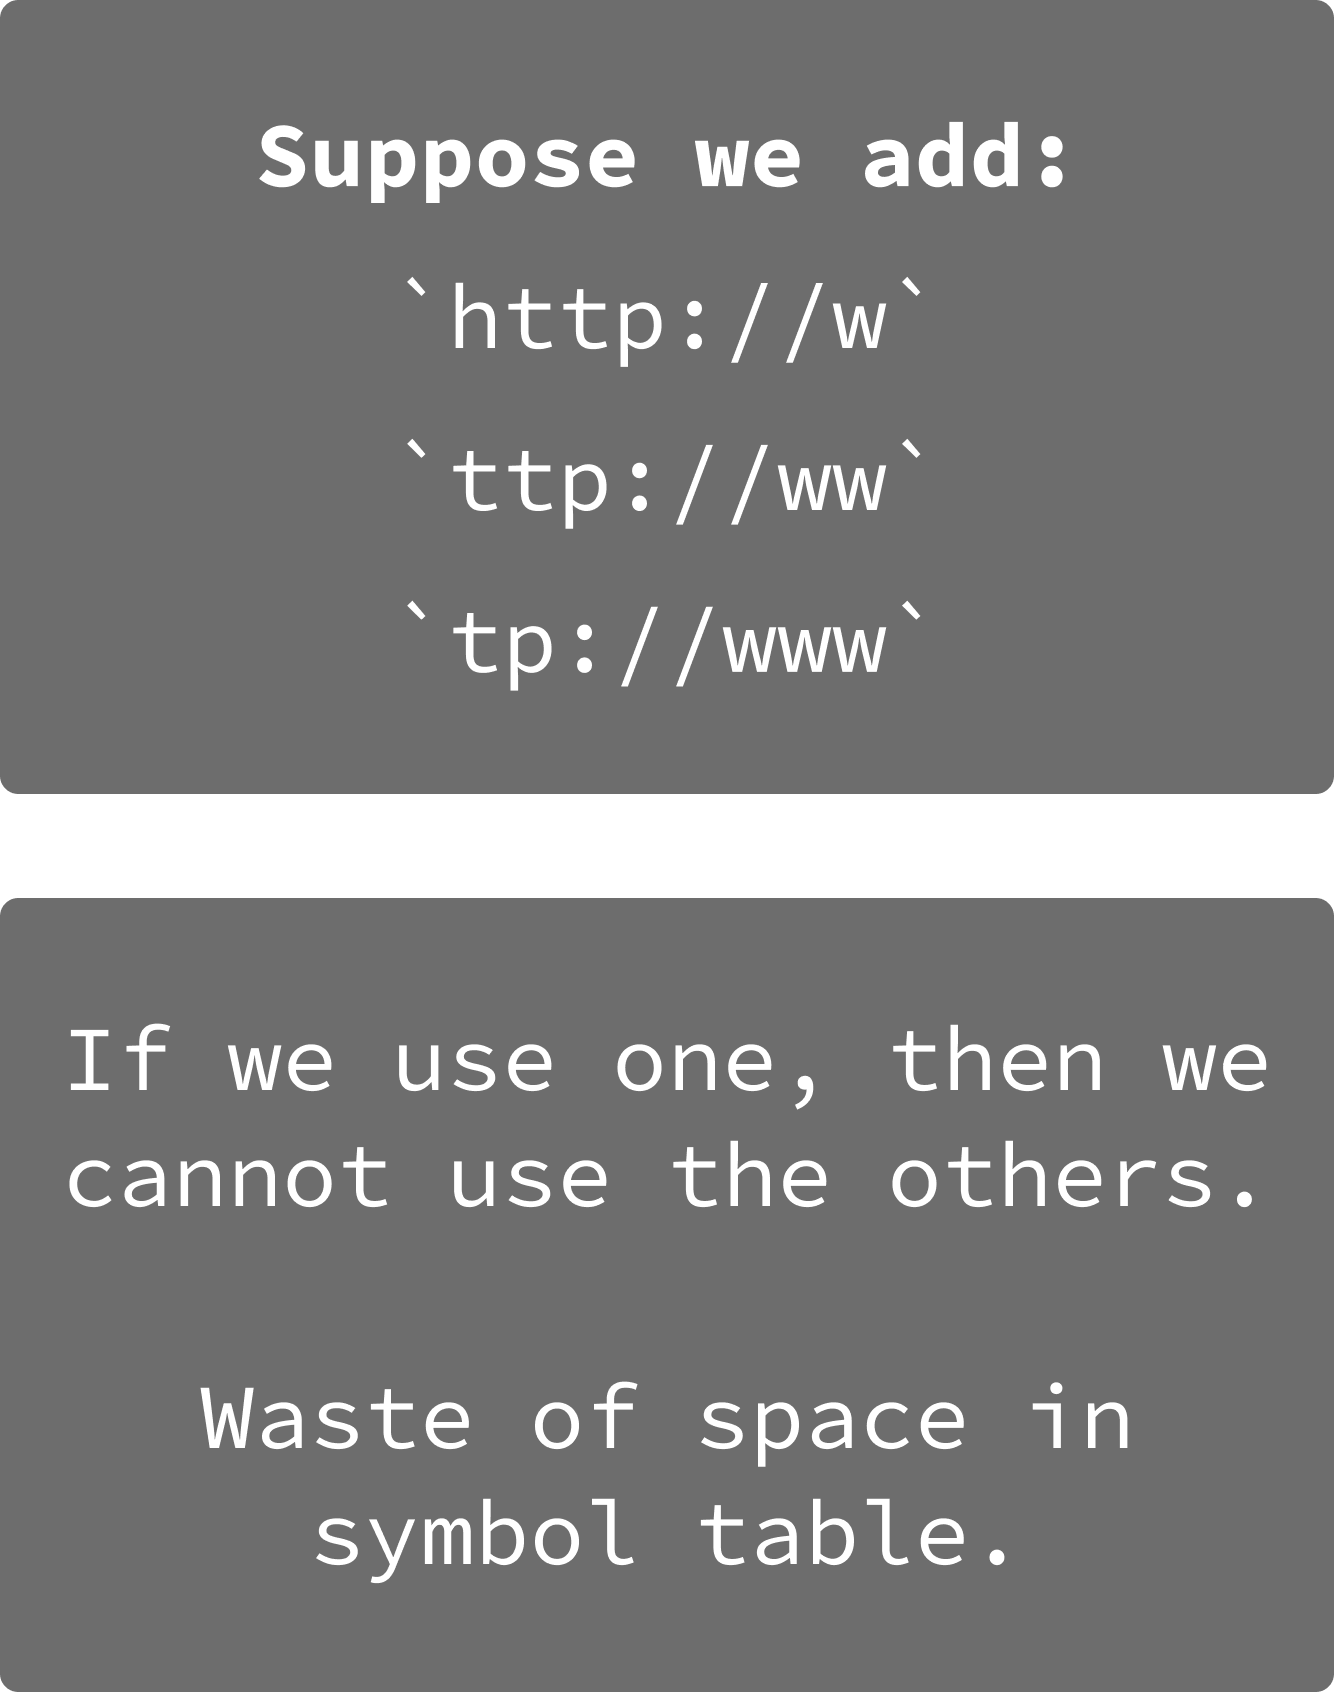 Suppose we add:
`http://w`
`ttp://ww`
`tp://www`
If we use one, then we
cannot use the others.
Waste of space in
symbol table.